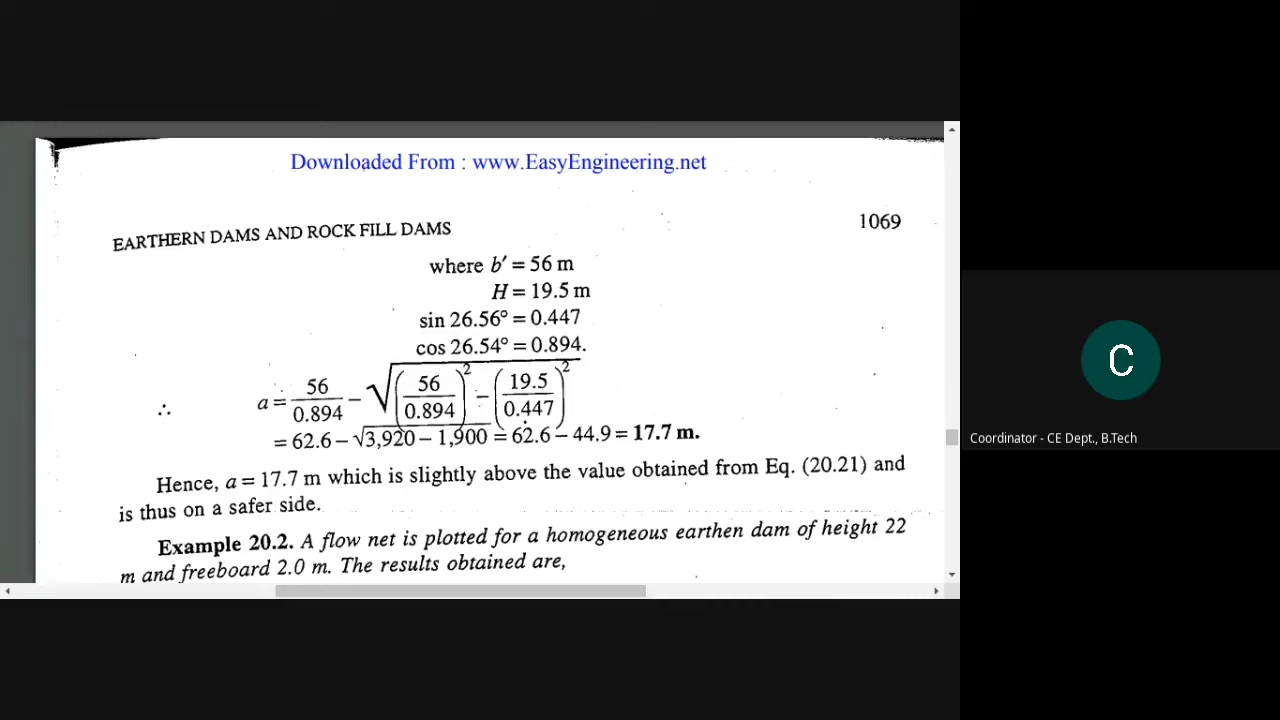 Downloaded From : www.EasyEngineering.net
EARTHERN DAMS AND ROCK FILL DAMS 1069
where b′ = 56 m
H = 19.5 m
sin 26.56° = 0.447
cos 26.54° = 0.894.
∴ a = 56/0.894 − √((56/0.894)² − (19.5/0.447)²)
= 62.6 − √3,920 − 1,900 = 62.6 − 44.9 = 17.7 m.
Hence, a = 17.7 m which is slightly above the value obtained from Eq. (20.21) and
is thus on a safer side.
Example 20.2. A flow net is plotted for a homogeneous earthen dam of height 22
m and freeboard 2.0 m. The results obtained are,
C
Coordinator - CE Dept., B.Tech